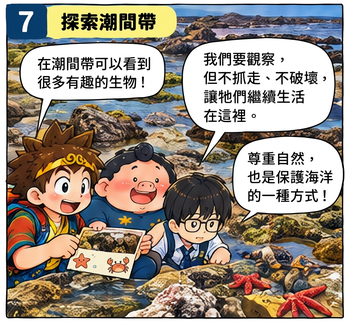 7 探索潮間帶
在潮間帶可以看到
很多有趣的生物！
我們要觀察，
但不抓走、不破壞，
讓牠們繼續生活
在這裡。
尊重自然，
也是保護海洋
的一種方式！